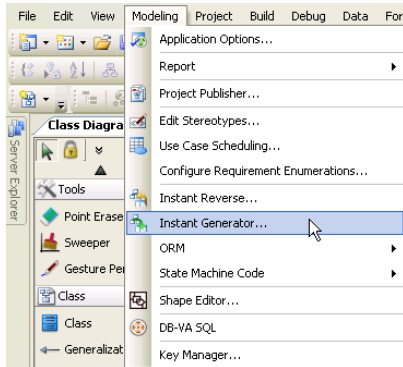 File Edit View Modeling Project Build Debug Data For
Application Options...
Report
Project Publisher...
Class Diagra
Edit Stereotypes...
Server Explorer
Use Case Scheduling...
Configure Requirement Enumerations...
Tools
Instant Reverse...
Point Erase
Instant Generator...
Sweeper
ORM
Gesture Pe
State Machine Code
Class
Shape Editor...
Class
DB-VA SQL
Generalizat
Key Manager...